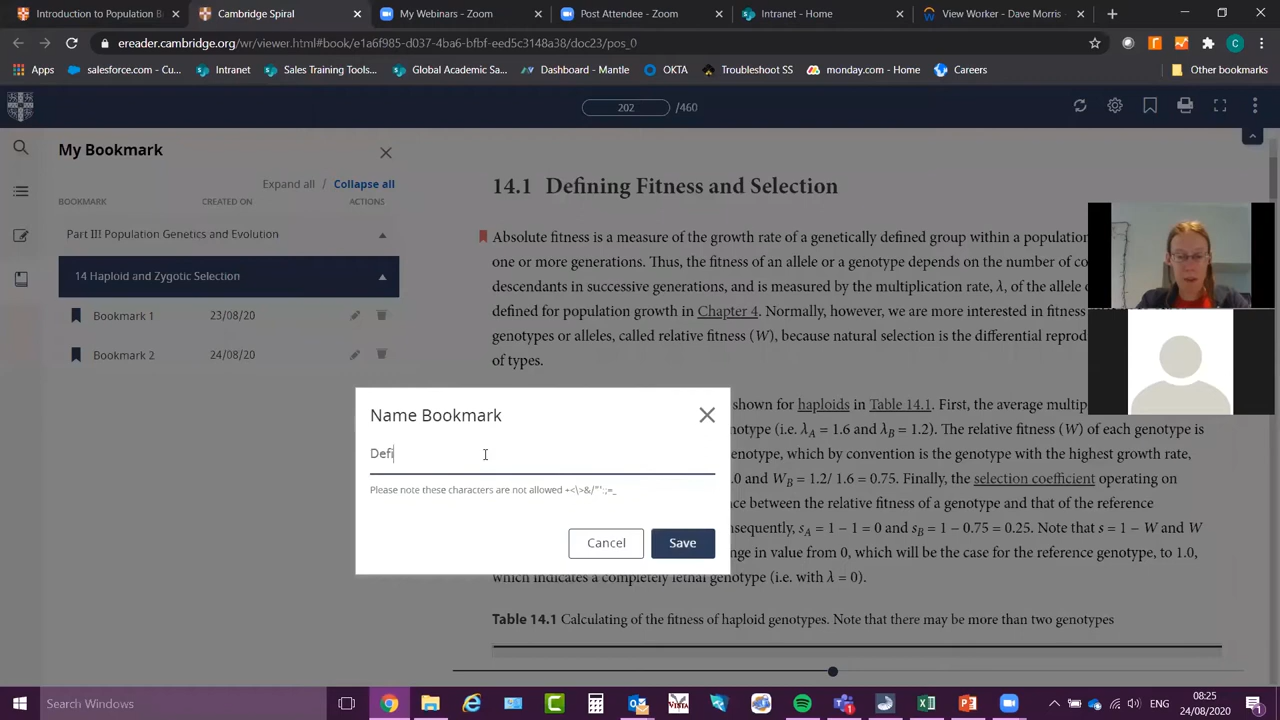 Introduction to Population B
Cambridge Spiral
My Webinars - Zoom
Post Attendee - Zoom
Intranet - Home
View Worker - Dave Morris -
ereader.cambridge.org/wr/viewer.html#book/e1a6f985-d037-4ba6-bfbf-eed5c3148a38/doc23/pos_0
Apps
salesforce.com - Cu...
Intranet
Sales Training Tools...
Global Academic Sa...
Dashboard - Mantle
OKTA
Troubleshoot SS
monday.com - Home
Careers
Other bookmarks
202 /460
My Bookmark
Expand all / Collapse all
BOOKMARK CREATED ON ACTIONS
Part III Population Genetics and Evolution
14 Haploid and Zygotic Selection
Bookmark 1 23/08/20
Bookmark 2 24/08/20
14.1 Defining Fitness and Selection
Absolute fitness is a measure of the growth rate of a genetically defined group within a population
one or more generations. Thus, the fitness of an allele or a genotype depends on the number of co
descendants in successive generations, and is measured by the multiplication rate, λ, of the allele o
defined for population growth in Chapter 4. Normally, however, we are more interested in fitness
genotypes or alleles, called relative fitness (W), because natural selection is the differential reprod
of types.
shown for haploids in Table 14.1. First, the average multip
notype (i.e. λA = 1.6 and λB = 1.2). The relative fitness (W) of each genotype is
enotype, which by convention is the genotype with the highest growth rate,
.0 and WB = 1.2/ 1.6 = 0.75. Finally, the selection coefficient operating on
ence between the relative fitness of a genotype and that of the reference
nsequently, sA = 1 − 1 = 0 and sB = 1 − 0.75 = 0.25. Note that s = 1 − W and W
nge in value from 0, which will be the case for the reference genotype, to 1.0,
which indicates a completely lethal genotype (i.e. with λ = 0).
Table 14.1 Calculating of the fitness of haploid genotypes. Note that there may be more than two genotypes
Name Bookmark
Defi
Please note these characters are not allowed +<\>&/"':;=_
Cancel
Save
Search Windows
ENG
08:25
24/08/2020